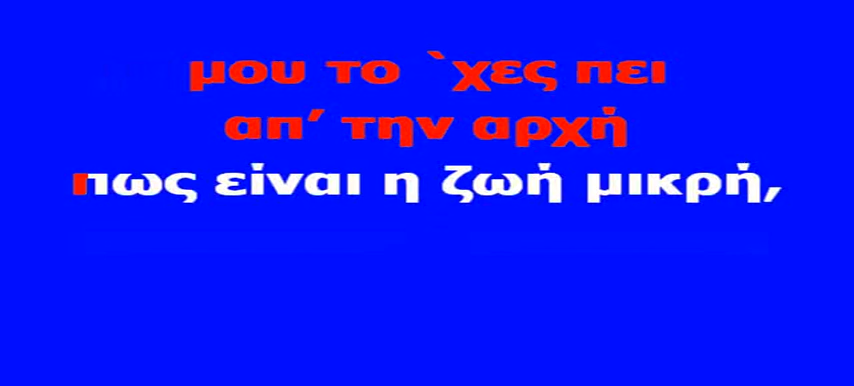 μου το `χες πει
απ’ την αρχή
πως είναι η ζωή μικρή,